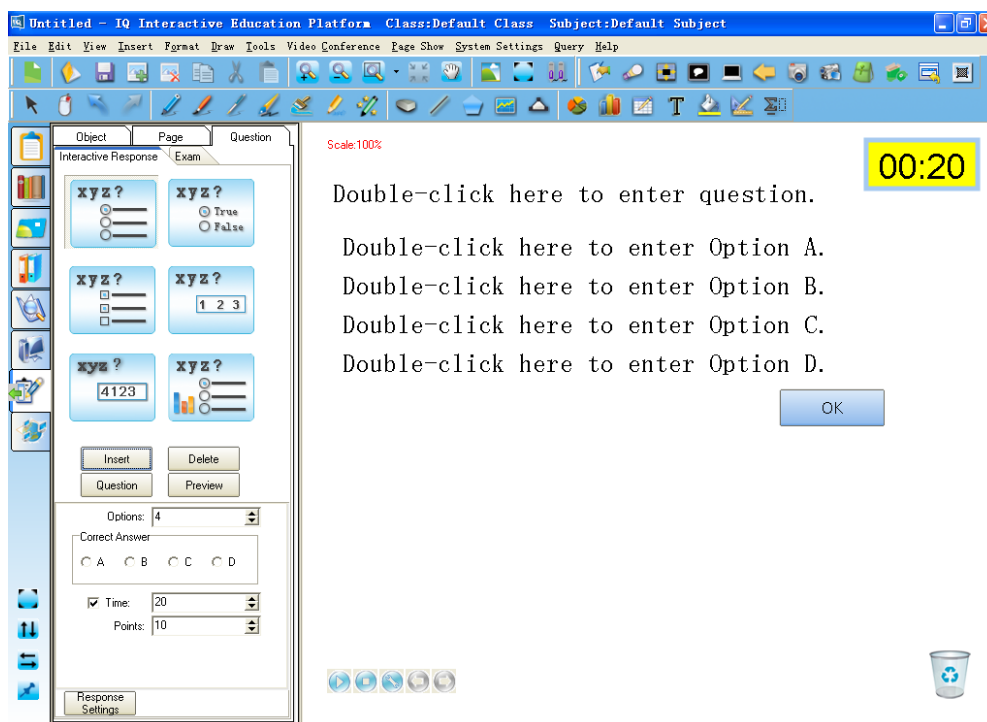 Untitled - IQ Interactive Education Platform Class:Default Class Subject:Default Subject
File Edit View Insert Format Draw Tools Video Conference Page Show System Settings Query Help
Object Page Question
Interactive Response Exam
xyz?
xyz?
True
False
xyz?
xyz?
1 2 3
xyz ?
4123
xyz?
Insert Delete
Question Preview
Options: 4
Correct Answer
A B C D
Time: 20
Points: 10
Response
Settings
Scale:100%
00:20
Double-click here to enter question.
Double-click here to enter Option A.
Double-click here to enter Option B.
Double-click here to enter Option C.
Double-click here to enter Option D.
OK